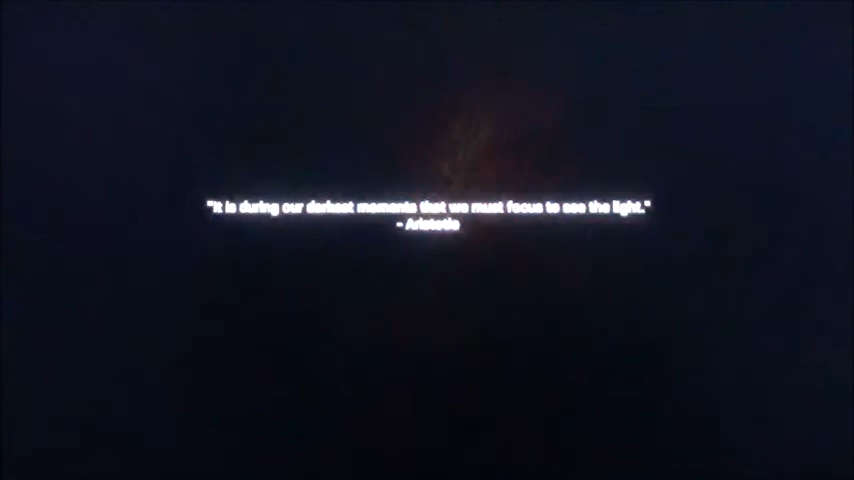 "It is during our darkest moments that we must focus to see the light."
- Aristotle